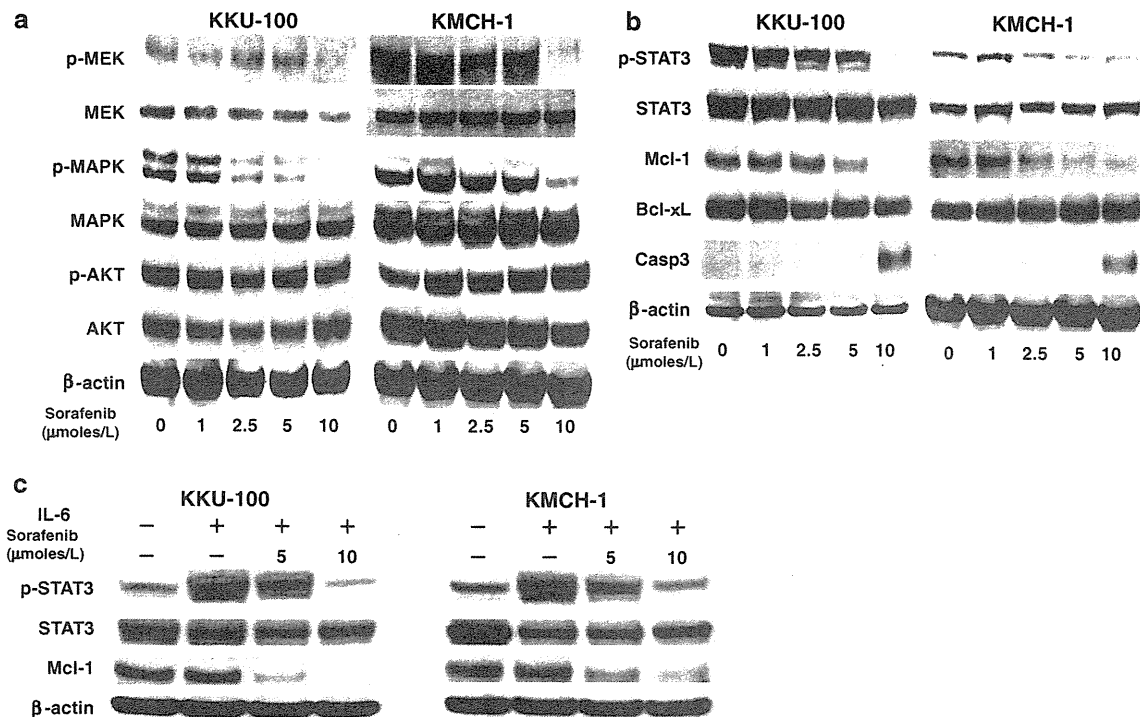 a
KKU-100 KMCH-1
p-MEK
MEK
p-MAPK
MAPK
p-AKT
AKT
β-actin
Sorafenib
(μmoles/L) 0 1 2.5 5 10 0 1 2.5 5 10
b
KKU-100 KMCH-1
p-STAT3
STAT3
Mcl-1
Bcl-xL
Casp3
β-actin
Sorafenib
(μmoles/L) 0 1 2.5 5 10 0 1 2.5 5 10
c
KKU-100 KMCH-1
IL-6 − + + + − + + +
Sorafenib
(μmoles/L) − − 5 10 − − 5 10
p-STAT3
STAT3
Mcl-1
β-actin